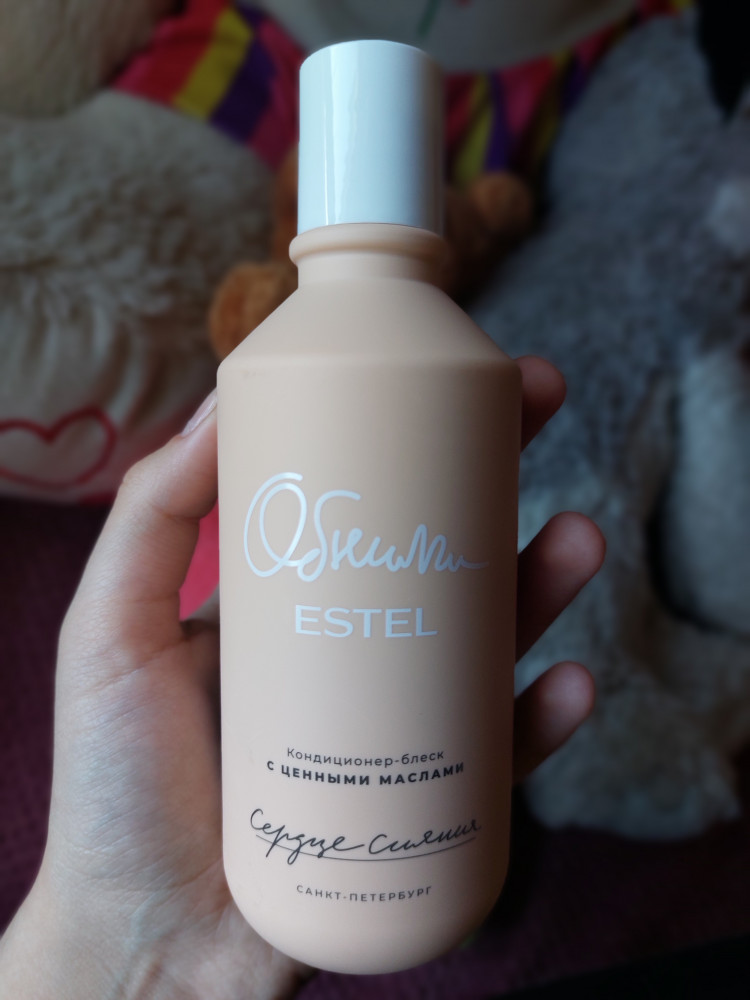 Обними
ESTEL
Кондиционер-блеск
С ЦЕННЫМИ МАСЛАМИ
Сердце Сияния
САНКТ-ПЕТЕРБУРГ